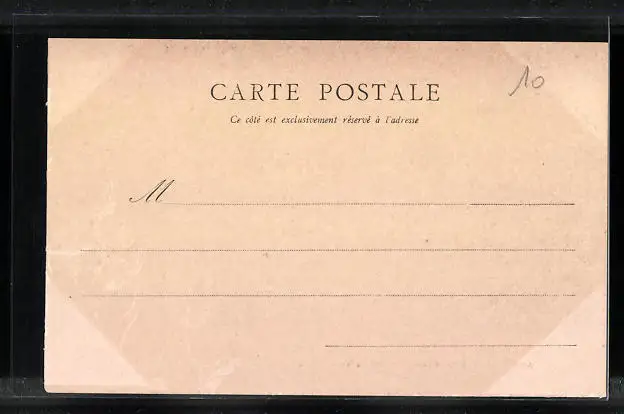 10
CARTE POSTALE
Ce côté est exclusivement réservé à l'adresse
M